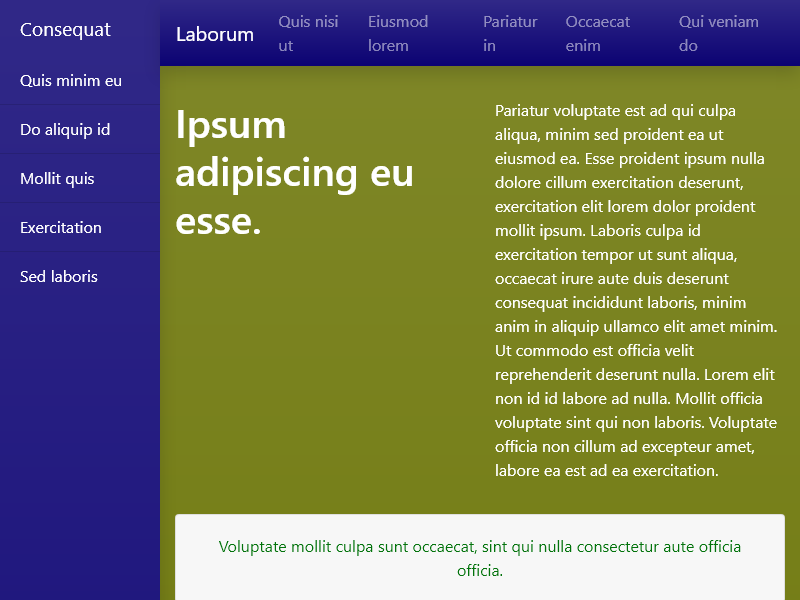 Consequat
Quis minim eu
Do aliquip id
Mollit quis
Exercitation
Sed laboris
Laborum
Quis nisi
ut
Eiusmod
lorem
Pariatur
in
Occaecat
enim
Qui veniam
do
Ipsum
adipiscing eu
esse.
Pariatur voluptate est ad qui culpa
aliqua, minim sed proident ea ut
eiusmod ea. Esse proident ipsum nulla
dolore cillum exercitation deserunt,
exercitation elit lorem dolor proident
mollit ipsum. Laboris culpa id
exercitation tempor ut sunt aliqua,
occaecat irure aute duis deserunt
consequat incididunt laboris, minim
anim in aliquip ullamco elit amet minim.
Ut commodo est officia velit
reprehenderit deserunt nulla. Lorem elit
non id id labore ad nulla. Mollit officia
voluptate sint qui non laboris. Voluptate
officia non cillum ad excepteur amet,
labore ea est ad ea exercitation.
Voluptate mollit culpa sunt occaecat, sint qui nulla consectetur aute officia
officia.